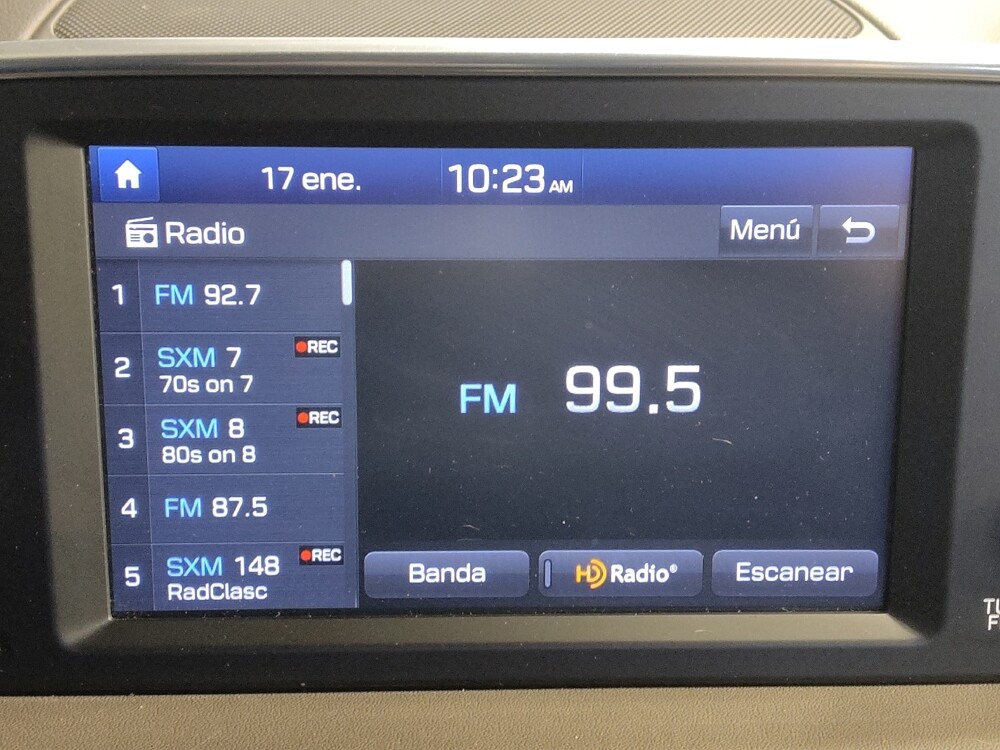 17 ene. 10:23 AM
Radio Menú
1 FM 92.7
2 SXM 7 REC
70s on 7
3 SXM 8 REC
80s on 8
4 FM 87.5
5 SXM 148 REC
RadClasc
FM 99.5
Banda HD Radio® Escanear